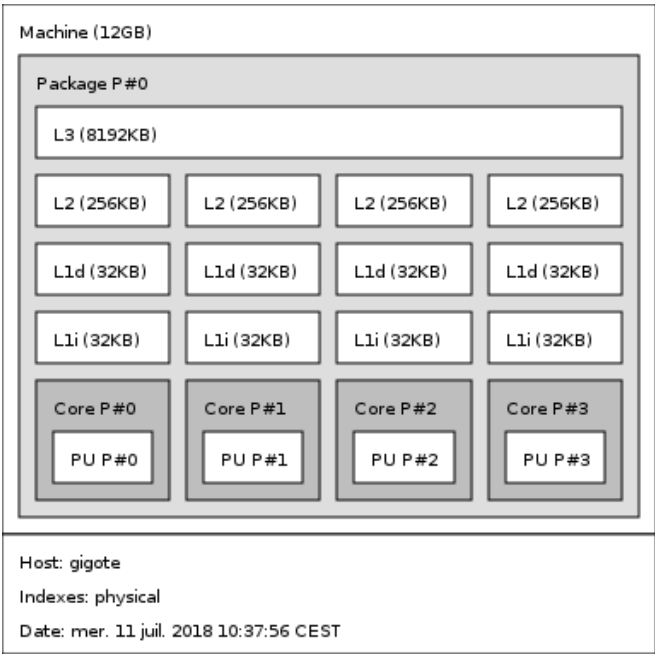 Machine (12GB)
Package P#0
L3 (8192KB)
L2 (256KB) L2 (256KB) L2 (256KB) L2 (256KB)
L1d (32KB) L1d (32KB) L1d (32KB) L1d (32KB)
L1i (32KB) L1i (32KB) L1i (32KB) L1i (32KB)
Core P#0 Core P#1 Core P#2 Core P#3
PU P#0 PU P#1 PU P#2 PU P#3
Host: gigote
Indexes: physical
Date: mer. 11 juil. 2018 10:37:56 CEST